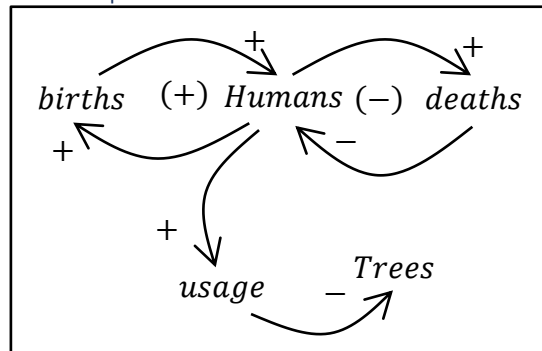 + +
births (+) Humans (−) deaths
+ −
+
Trees
usage −